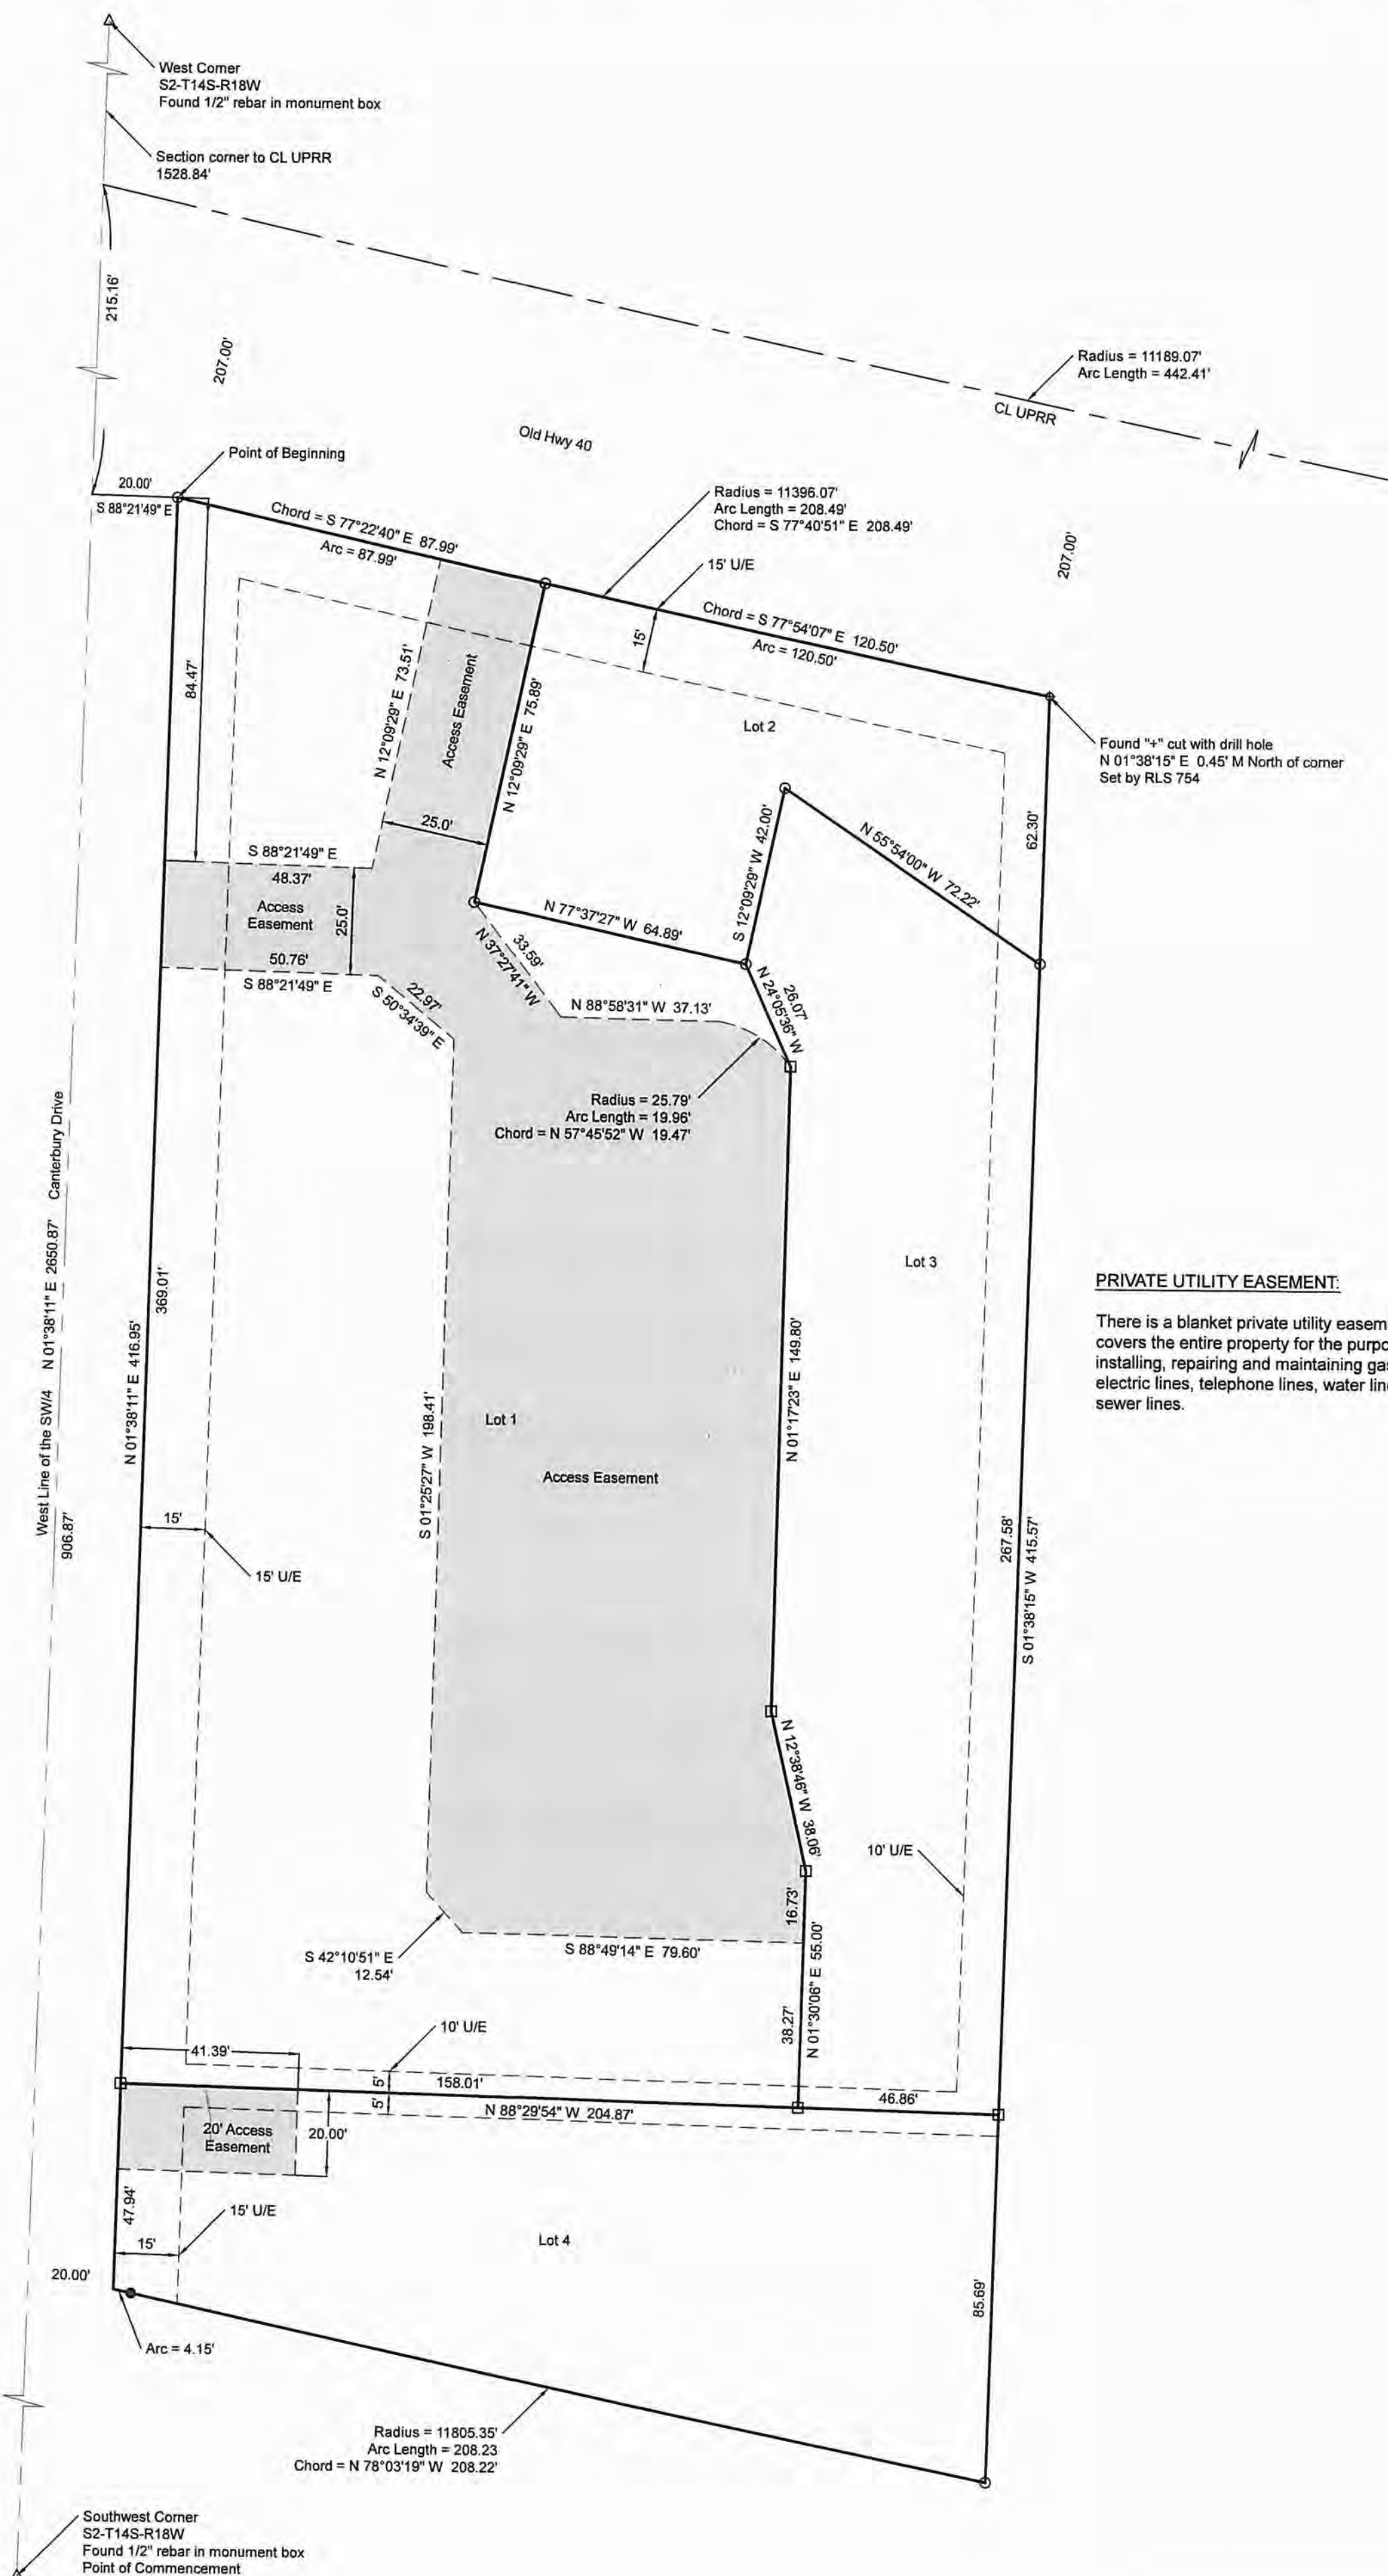 West Corner
S2-T14S-R18W
Found 1/2" rebar in monument box
Section corner to CL UPRR
1528.84'
215.16'
207.00'
Radius = 11189.07'
Arc Length = 442.41'
CL UPRR
Old Hwy 40
Point of Beginning
20.00'
S 88°21'49" E
Chord = S 77°22'40" E 87.99'
Arc = 87.99'
Radius = 11396.07'
Arc Length = 208.49'
Chord = S 77°40'51" E 208.49'
207.00'
15' U/E
15'
Chord = S 77°54'07" E 120.50'
Arc = 120.50'
84.47'
N 12°09'29" E 73.51'
Access Easement
N 12°09'29" E 75.89'
Lot 2
Found "+" cut with drill hole
N 01°38'15" E 0.45' M North of corner
Set by RLS 754
62.30'
25.0'
S 12°09'29" W 42.00'
N 55°54'00" W 72.22'
S 88°21'49" E
48.37'
Access
Easement
25.0'
50.76'
S 88°21'49" E
N 77°37'27" W 64.89'
33.59'
N 37°27'41" W
22.97'
S 50°34'39" E
N 88°58'31" W 37.13'
26.07'
N 24°05'36" W
Radius = 25.79'
Arc Length = 19.96'
Chord = N 57°45'52" W 19.47'
West Line of the SW/4 N 01°38'11" E 2650.87' Canterbury Drive
906.87'
N 01°38'11" E 416.95'
369.01'
Lot 3
PRIVATE UTILITY EASEMENT:
There is a blanket private utility easem
covers the entire property for the purpo
installing, repairing and maintaining gas
electric lines, telephone lines, water line
sewer lines.
S 01°25'27" W 198.41'
Lot 1
Access Easement
N 01°17'23" E 149.80'
267.58'
S 01°38'15" W 415.57'
15'
15' U/E
N 12°38'46" W 38.06'
10' U/E
16.73'
S 42°10'51" E
12.54'
S 88°49'14" E 79.60'
38.27'
N 01°30'06" E 55.00'
10' U/E
41.39'
5'
158.01'
5'
N 88°29'54" W 204.87'
46.86'
20' Access
Easement
20.00'
47.94'
15' U/E
15'
Lot 4
20.00'
85.69'
Arc = 4.15'
Radius = 11805.35'
Arc Length = 208.23
Chord = N 78°03'19" W 208.22'
Southwest Corner
S2-T14S-R18W
Found 1/2" rebar in monument box
Point of Commencement